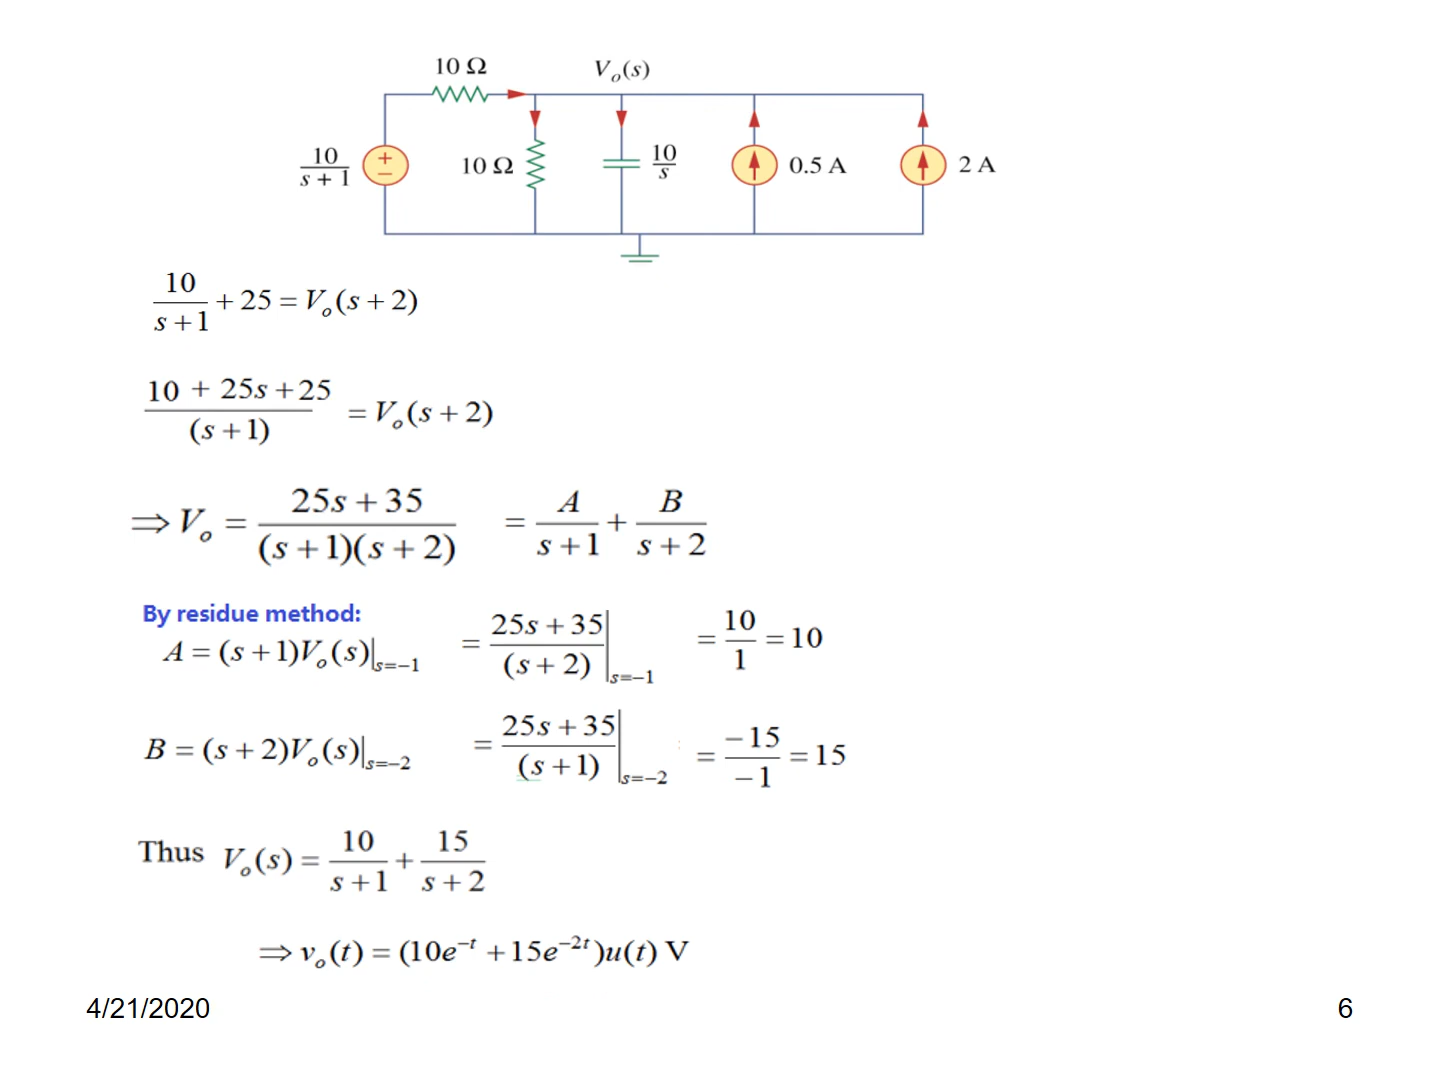 10 Ω
V_o(s)
10/(s + 1)
+
−
10 Ω
10/s
0.5 A
2 A
10/(s + 1) + 25 = V_o(s + 2)
(10 + 25s + 25)/(s + 1) = V_o(s + 2)
⇒ V_o = (25s + 35)/((s + 1)(s + 2)) = A/(s + 1) + B/(s + 2)
By residue method:
A = (s + 1)V_o(s)|_{s=−1} = (25s + 35)/(s + 2)|_{s=−1} = 10/1 = 10
B = (s + 2)V_o(s)|_{s=−2} = (25s + 35)/(s + 1)|_{s=−2} = −15/−1 = 15
Thus V_o(s) = 10/(s + 1) + 15/(s + 2)
⇒ v_o(t) = (10e^{−t} + 15e^{−2t})u(t) V
4/21/2020
6